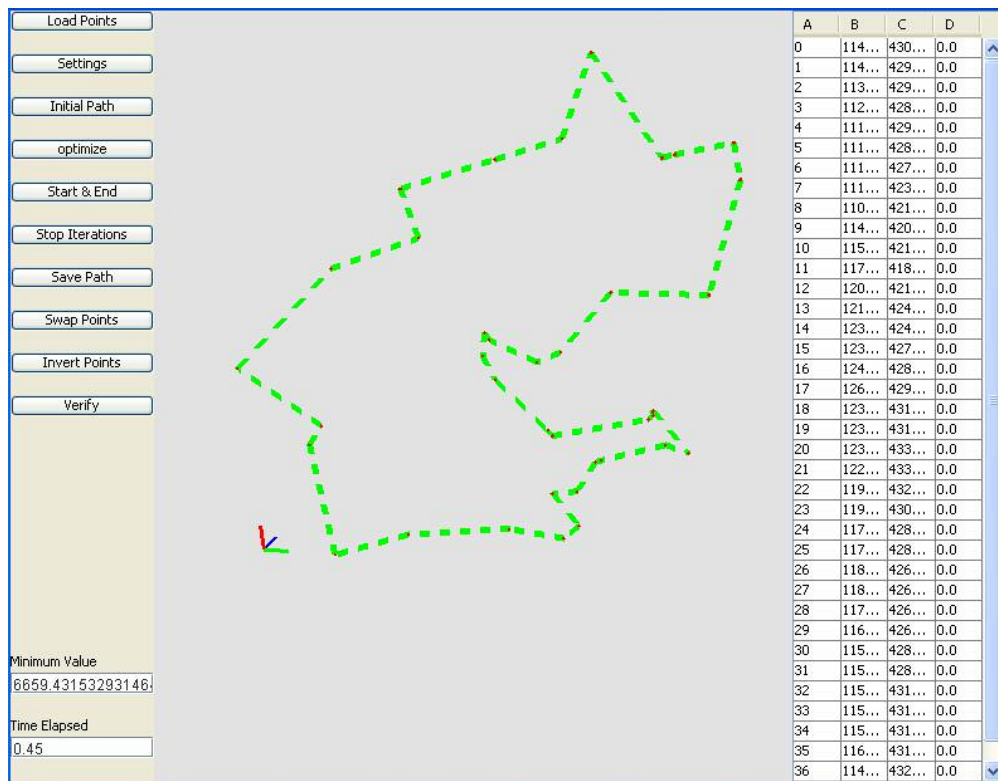 Load Points
Settings
Initial Path
optimize
Start & End
Stop Iterations
Save Path
Swap Points
Invert Points
Verify
Minimum Value
6659.43153293146
Time Elapsed
0.45
A B C D
0 114... 430... 0.0
1 114... 429... 0.0
2 113... 429... 0.0
3 112... 428... 0.0
4 111... 429... 0.0
5 111... 428... 0.0
6 111... 427... 0.0
7 111... 423... 0.0
8 110... 421... 0.0
9 114... 420... 0.0
10 115... 421... 0.0
11 117... 418... 0.0
12 120... 421... 0.0
13 121... 424... 0.0
14 123... 424... 0.0
15 123... 427... 0.0
16 124... 428... 0.0
17 126... 429... 0.0
18 123... 431... 0.0
19 123... 431... 0.0
20 123... 433... 0.0
21 122... 433... 0.0
22 119... 432... 0.0
23 119... 430... 0.0
24 117... 428... 0.0
25 117... 428... 0.0
26 118... 426... 0.0
27 118... 426... 0.0
28 117... 426... 0.0
29 116... 426... 0.0
30 115... 428... 0.0
31 115... 428... 0.0
32 115... 431... 0.0
33 115... 431... 0.0
34 115... 431... 0.0
35 116... 431... 0.0
36 114... 432... 0.0